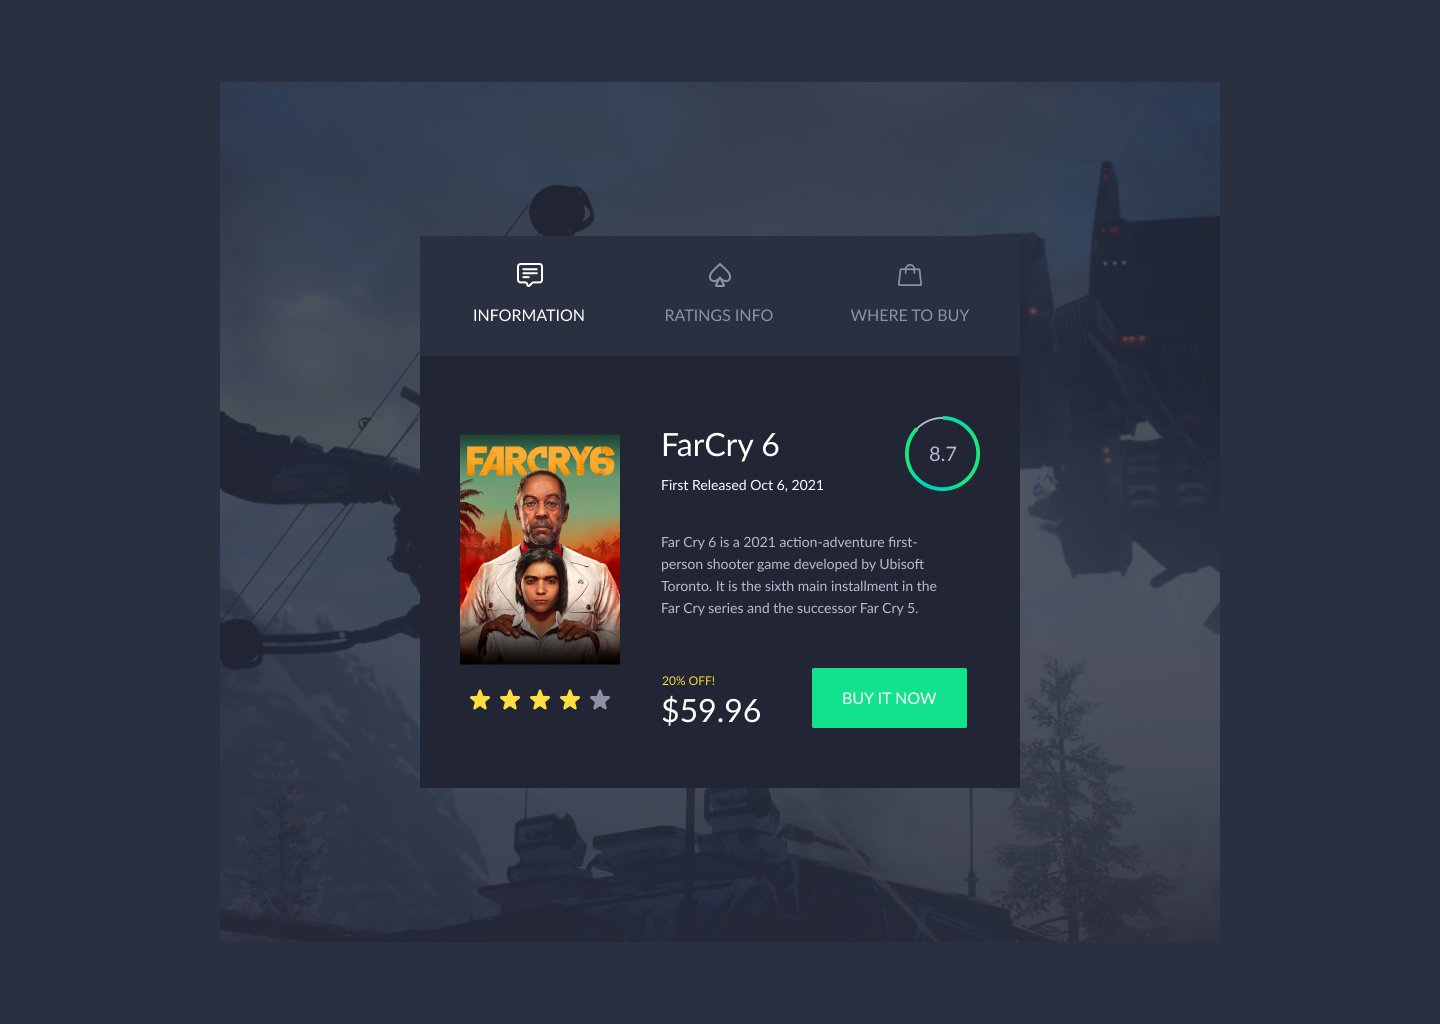 INFORMATION
RATINGS INFO
WHERE TO BUY
FARCRY6
FarCry 6
First Released Oct 6, 2021
8.7
Far Cry 6 is a 2021 action-adventure first-
person shooter game developed by Ubisoft
Toronto. It is the sixth main installment in the
Far Cry series and the successor Far Cry 5.
20% OFF!
$59.96
BUY IT NOW